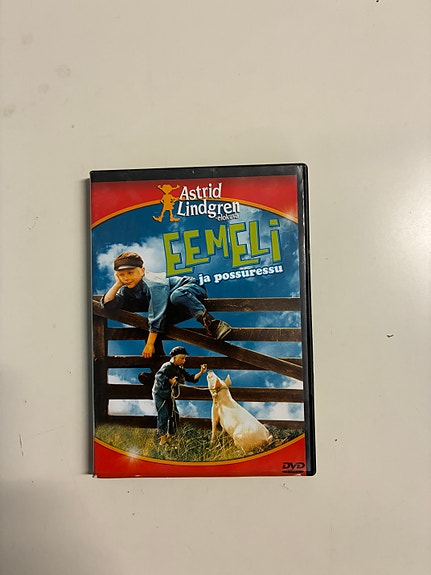 Astrid
Lindgren
-elokuva
EEMELi
ja possuressu
DVD